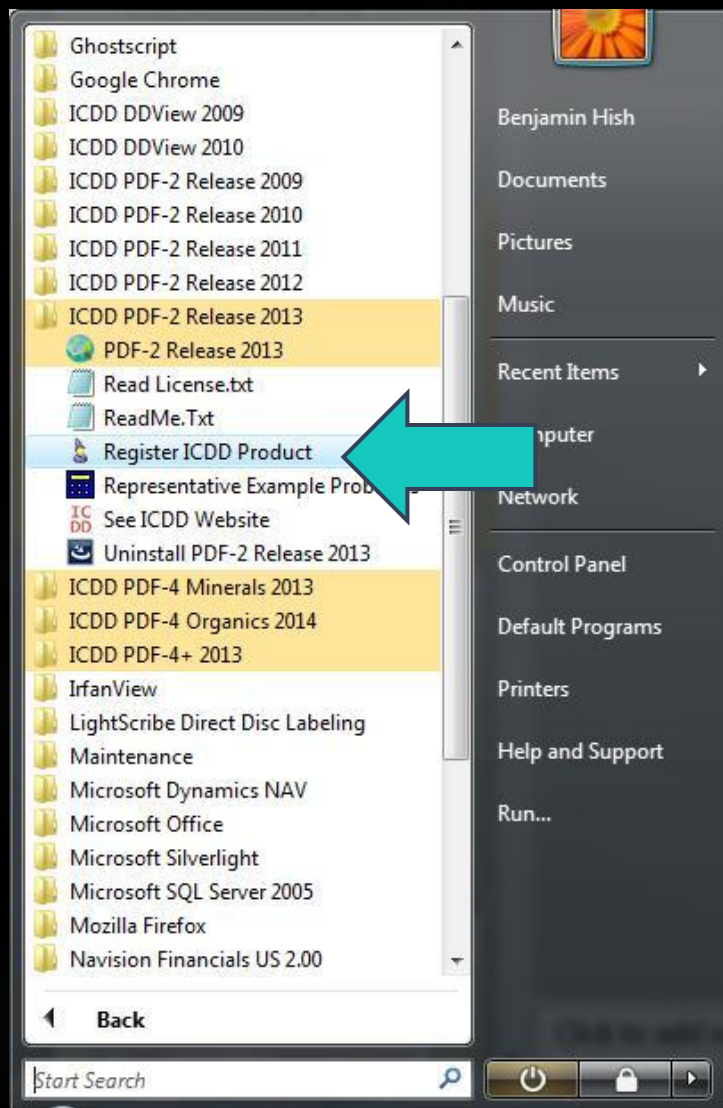 Ghostscript
Google Chrome
ICDD DDView 2009
ICDD DDView 2010
ICDD PDF-2 Release 2009
ICDD PDF-2 Release 2010
ICDD PDF-2 Release 2011
ICDD PDF-2 Release 2012
ICDD PDF-2 Release 2013
PDF-2 Release 2013
Read License.txt
ReadMe.Txt
Register ICDD Product
Representative Example
IC
DD
See ICDD Website
Uninstall PDF-2 Release 2013
ICDD PDF-4 Minerals 2013
ICDD PDF-4 Organics 2014
ICDD PDF-4+ 2013
IrfanView
LightScribe Direct Disc Labeling
Maintenance
Microsoft Dynamics NAV
Microsoft Office
Microsoft Silverlight
Microsoft SQL Server 2005
Mozilla Firefox
Navision Financials US 2.00
Back
Start Search
Benjamin Hish
Documents
Pictures
Music
Recent Items
Network
Control Panel
Default Programs
Printers
Help and Support
Run...